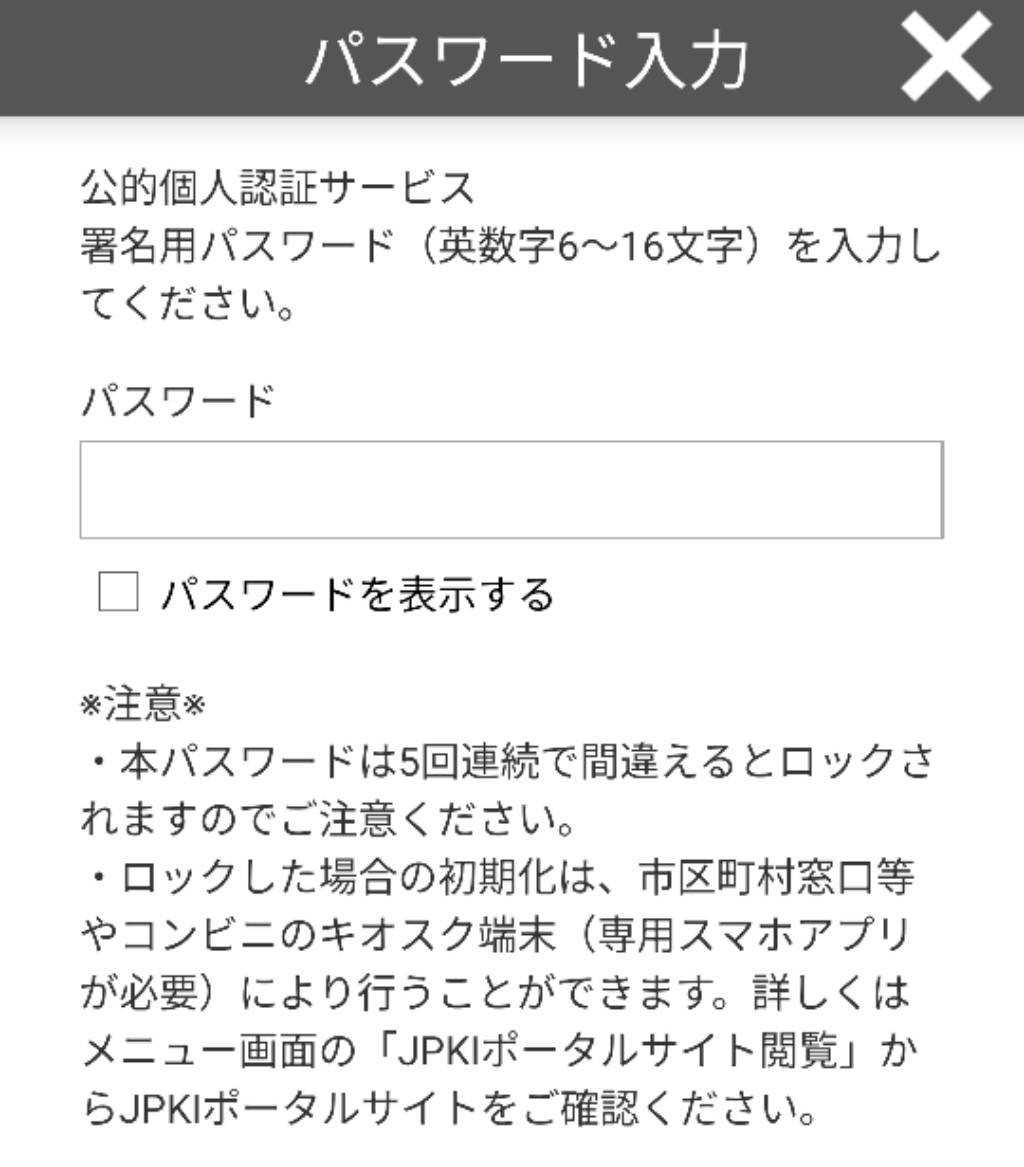 パスワード入力
公的個人認証サービス
署名用パスワード（英数字6～16文字）を入力し
てください。
パスワード
パスワードを表示する
※注意※
・本パスワードは5回連続で間違えるとロックさ
れますのでご注意ください。
・ロックした場合の初期化は、市区町村窓口等
やコンビニのキオスク端末（専用スマホアプリ
が必要）により行うことができます。詳しくは
メニュー画面の「JPKIポータルサイト閲覧」か
らJPKIポータルサイトをご確認ください。